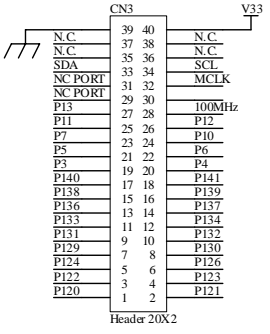 CN3
V33
39 40
N.C. 37 38 N.C.
N.C. 35 36 N.C.
SDA 33 34 SCL
NC PORT 31 32 MCLK
NC PORT 29 30
P13 27 28 100MHz
P11 25 26 P12
P7 23 24 P10
P5 21 22 P6
P3 19 20 P4
P140 17 18 P141
P138 15 16 P139
P136 13 14 P137
P133 11 12 P134
P131 9 10 P132
P129 7 8 P130
P124 5 6 P126
P122 3 4 P123
P120 1 2 P121
Header 20X2